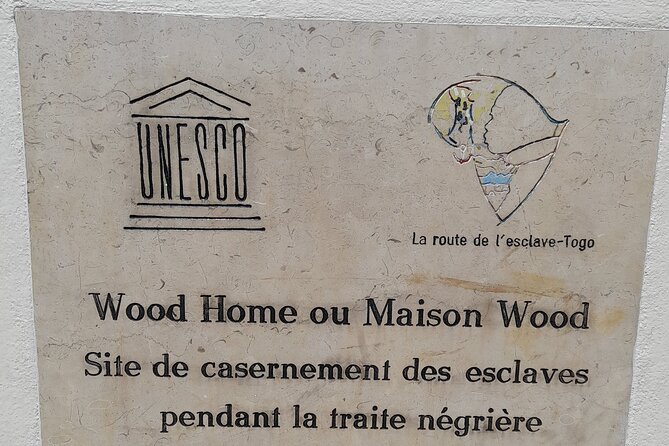 UNESCO
La route de l'esclave-Togo
Wood Home ou Maison Wood
Site de casernement des esclaves
pendant la traite négrière